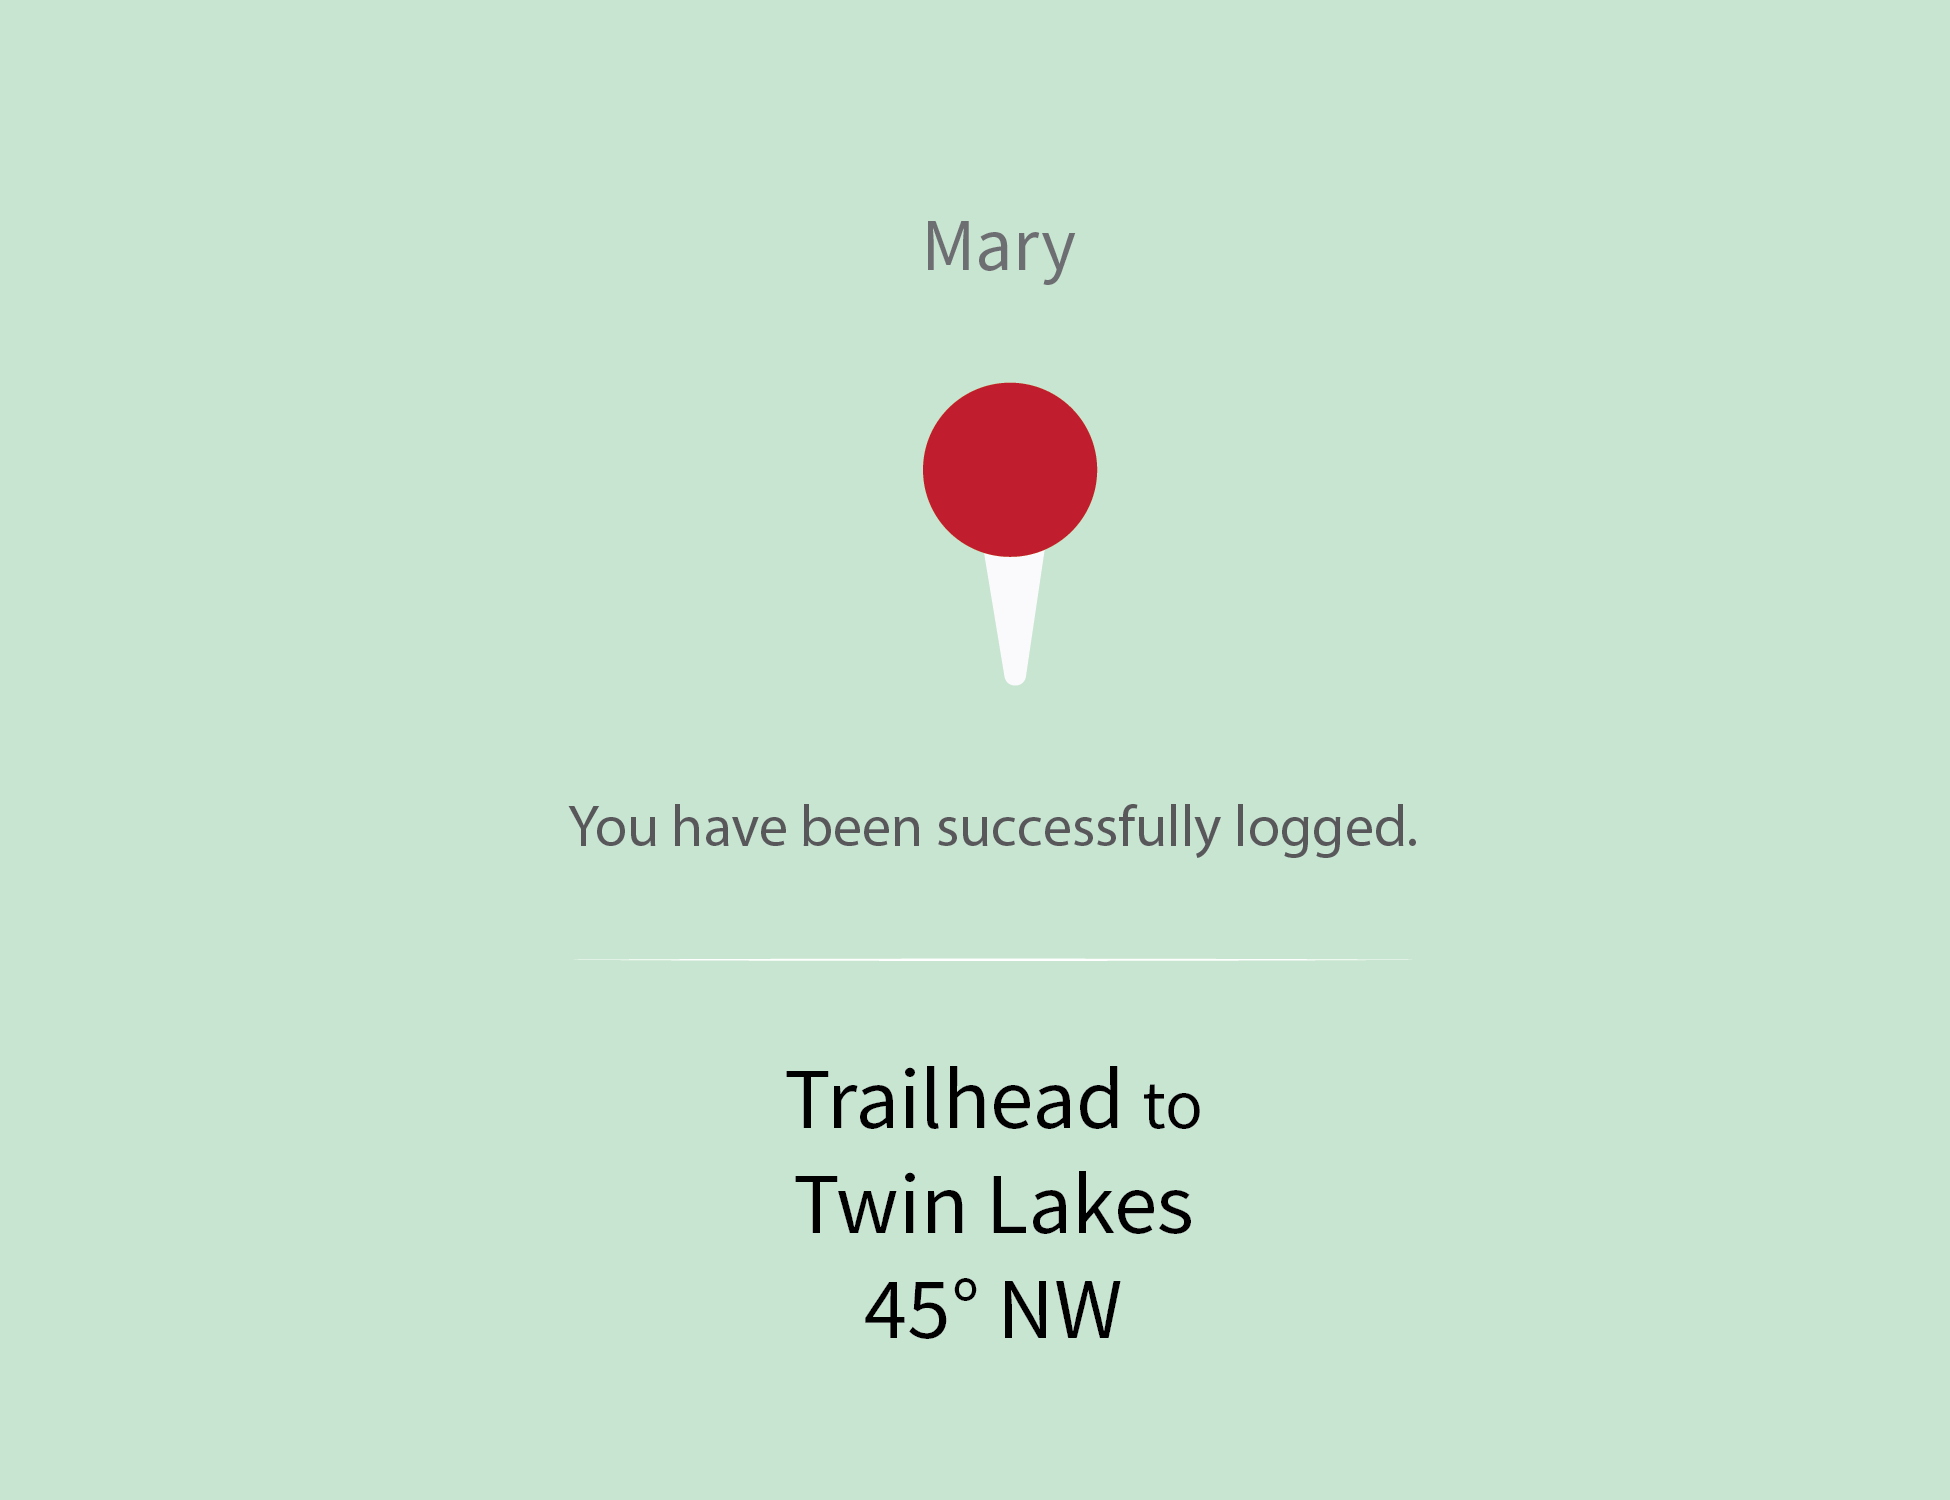 Mary
You have been successfully logged.
Trailhead to
Twin Lakes
45° NW